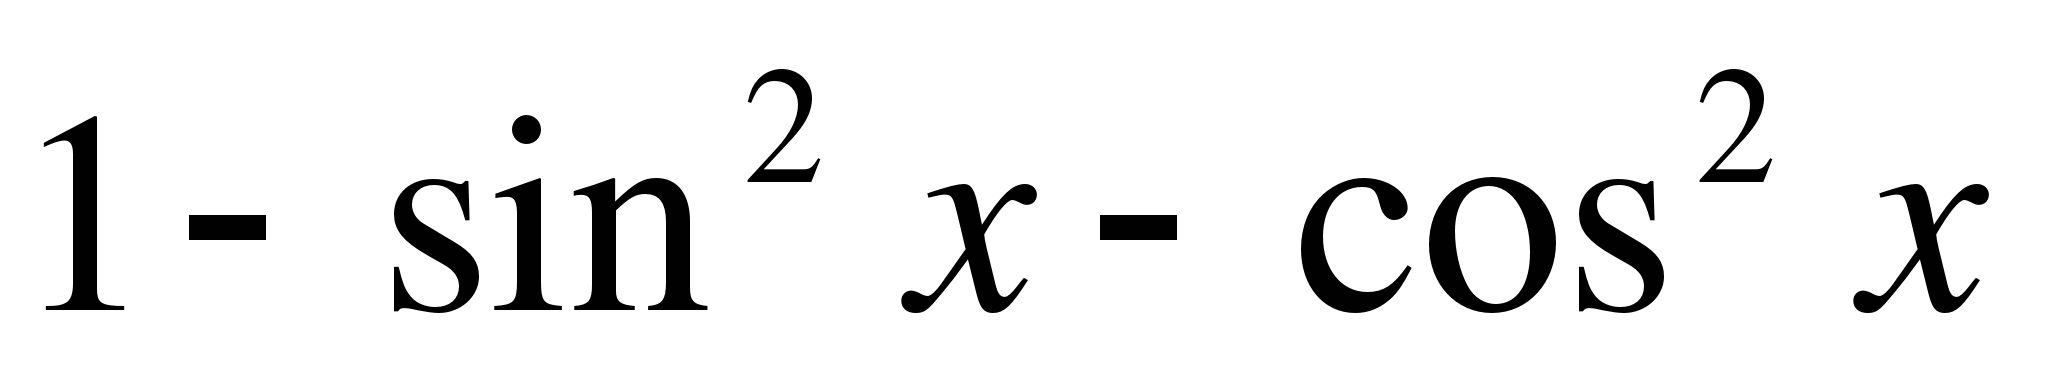 1 - sin² x - cos² x